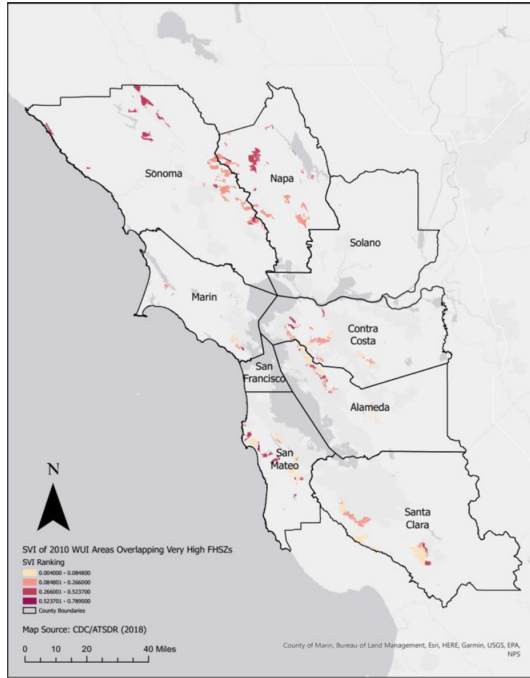 Sonoma
Napa
Solano
Marin
Contra
Costa
San
Francisco
Alameda
San
Mateo
Santa
Clara
N
SVI of 2010 WUI Areas Overlapping Very High FHSZs
SVI Ranking
0.004000 - 0.084800
0.084801 - 0.266000
0.266001 - 0.523700
0.523701 - 0.789000
County Boundaries
Map Source: CDC/ATSDR (2018)
0 5 10 20 30 40 Miles
County of Marin, Bureau of Land Management, Esri, HERE, Garmin, USGS, EPA,
NPS